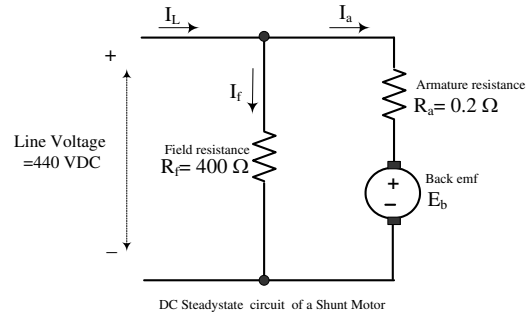 I_L
I_a
+
I_f
Armature resistance
R_a= 0.2 Ω
Line Voltage
=440 VDC
Field resistance
R_f= 400 Ω
Back emf
E_b
+
−
−
DC Steadystate circuit of a Shunt Motor